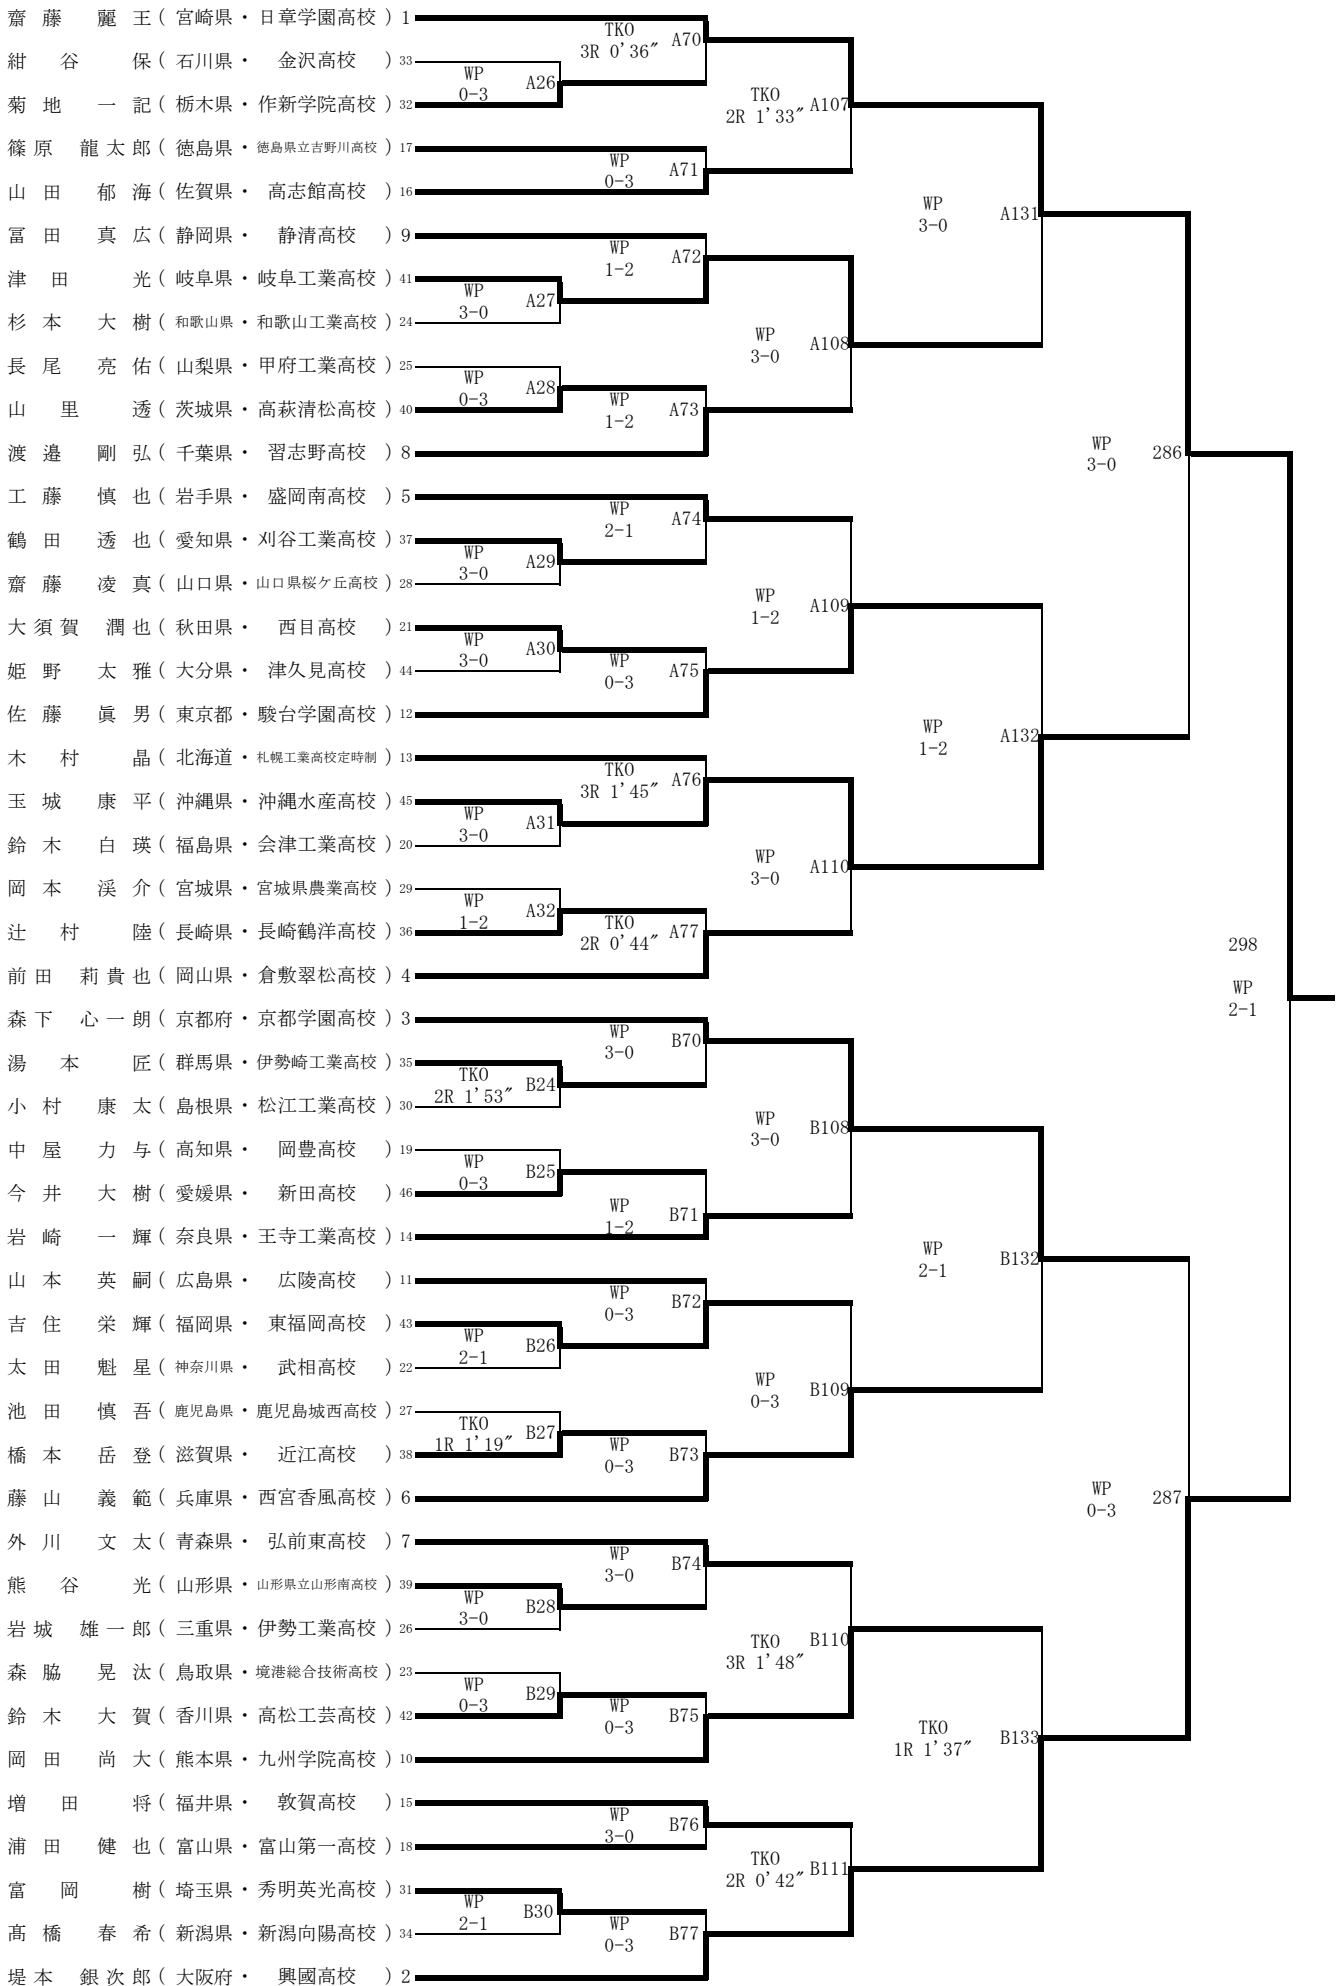 齋藤 麗王 ( 宮崎県・日章学園高校 ) 1
紺谷 保 ( 石川県・金沢高校 ) 33
菊地 一記 ( 栃木県・作新学院高校 ) 32
篠原 龍太郎 ( 徳島県・徳島県立吉野川高校 ) 17
山田 郁海 ( 佐賀県・高志館高校 ) 16
冨田 真広 ( 静岡県・静清高校 ) 9
津田 光 ( 岐阜県・岐阜工業高校 ) 41
杉本 大樹 ( 和歌山県・和歌山工業高校 ) 24
長尾 亮佑 ( 山梨県・甲府工業高校 ) 25
山里 透 ( 茨城県・高萩清松高校 ) 40
渡邉 剛弘 ( 千葉県・習志野高校 ) 8
工藤 慎也 ( 岩手県・盛岡南高校 ) 5
鶴田 透也 ( 愛知県・刈谷工業高校 ) 37
齋藤 凌真 ( 山口県・山口県桜ケ丘高校 ) 28
大須賀 潤也 ( 秋田県・西目高校 ) 21
姫野 太雅 ( 大分県・津久見高校 ) 44
佐藤 眞男 ( 東京都・駿台学園高校 ) 12
木村 晶 ( 北海道・札幌工業高校定時制 ) 13
玉城 康平 ( 沖縄県・沖縄水産高校 ) 45
鈴木 白瑛 ( 福島県・会津工業高校 ) 20
岡本 渓介 ( 宮城県・宮城県農業高校 ) 29
辻村 陸 ( 長崎県・長崎鶴洋高校 ) 36
前田 莉貴也 ( 岡山県・倉敷翠松高校 ) 4
森下 心一朗 ( 京都府・京都学園高校 ) 3
湯本 匠 ( 群馬県・伊勢崎工業高校 ) 35
小村 康太 ( 島根県・松江工業高校 ) 30
中屋 力与 ( 高知県・岡豊高校 ) 19
今井 大樹 ( 愛媛県・新田高校 ) 46
岩崎 一輝 ( 奈良県・王寺工業高校 ) 14
山本 英嗣 ( 広島県・広陵高校 ) 11
吉住 栄輝 ( 福岡県・東福岡高校 ) 43
太田 魁星 ( 神奈川県・武相高校 ) 22
池田 慎吾 ( 鹿児島県・鹿児島城西高校 ) 27
橋本 岳登 ( 滋賀県・近江高校 ) 38
藤山 義範 ( 兵庫県・西宮香風高校 ) 6
外川 文太 ( 青森県・弘前東高校 ) 7
熊谷 光 ( 山形県・山形県立山形南高校 ) 39
岩城 雄一郎 ( 三重県・伊勢工業高校 ) 26
森脇 晃汰 ( 鳥取県・境港総合技術高校 ) 23
鈴木 大賀 ( 香川県・高松工芸高校 ) 42
岡田 尚大 ( 熊本県・九州学院高校 ) 10
増田 将 ( 福井県・敦賀高校 ) 15
浦田 健也 ( 富山県・富山第一高校 ) 18
富岡 樹 ( 埼玉県・秀明英光高校 ) 31
髙橋 春希 ( 新潟県・新潟向陽高校 ) 34
堤本 銀次郎 ( 大阪府・興國高校 ) 2
WP
0-3 A26
WP
3-0 A27
WP
0-3 A28
WP
3-0 A29
WP
3-0 A30
WP
3-0 A31
WP
1-2 A32
TKO
2R 1'53″ B24
WP
0-3 B25
WP
2-1 B26
TKO
1R 1'19″ B27
WP
3-0 B28
WP
0-3 B29
WP
2-1 B30
TKO
3R 0'36″ A70
WP
0-3 A71
WP
1-2 A72
WP
1-2 A73
WP
2-1 A74
WP
0-3 A75
TKO
3R 1'45″ A76
TKO
2R 0'44″ A77
WP
3-0 B70
WP
1-2 B71
WP
0-3 B72
WP
0-3 B73
WP
3-0 B74
WP
0-3 B75
WP
3-0 B76
WP
0-3 B77
TKO
2R 1'33″ A107
WP
3-0 A108
WP
1-2 A109
WP
3-0 A110
WP
3-0 B108
WP
0-3 B109
TKO
3R 1'48″ B110
TKO
2R 0'42″ B111
WP
3-0 A131
WP
1-2 A132
WP
2-1 B132
TKO
1R 1'37″ B133
WP
3-0 286
WP
0-3 287
298
WP
2-1